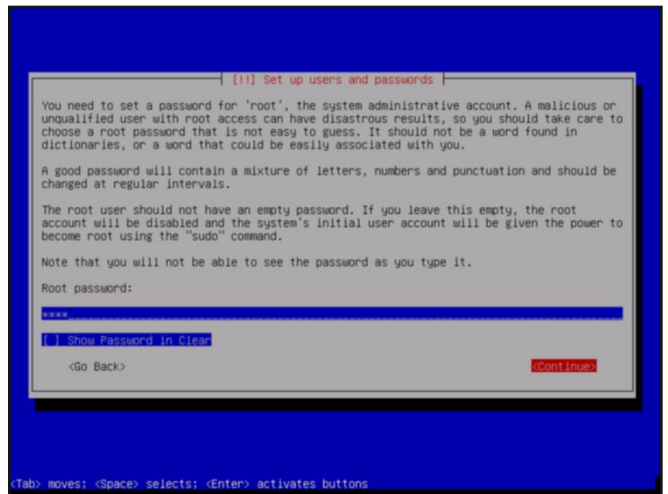 [!!] Set up users and passwords
You need to set a password for 'root', the system administrative account. A malicious or
unqualified user with root access can have disastrous results, so you should take care to
choose a root password that is not easy to guess. It should not be a word found in
dictionaries, or a word that could be easily associated with you.
A good password will contain a mixture of letters, numbers and punctuation and should be
changed at regular intervals.
The root user should not have an empty password. If you leave this empty, the root
account will be disabled and the system's initial user account will be given the power to
become root using the "sudo" command.
Note that you will not be able to see the password as you type it.
Root password:
****
[ ] Show Password in Clear
<Go Back> <Continue>
<Tab> moves; <Space> selects; <Enter> activates buttons